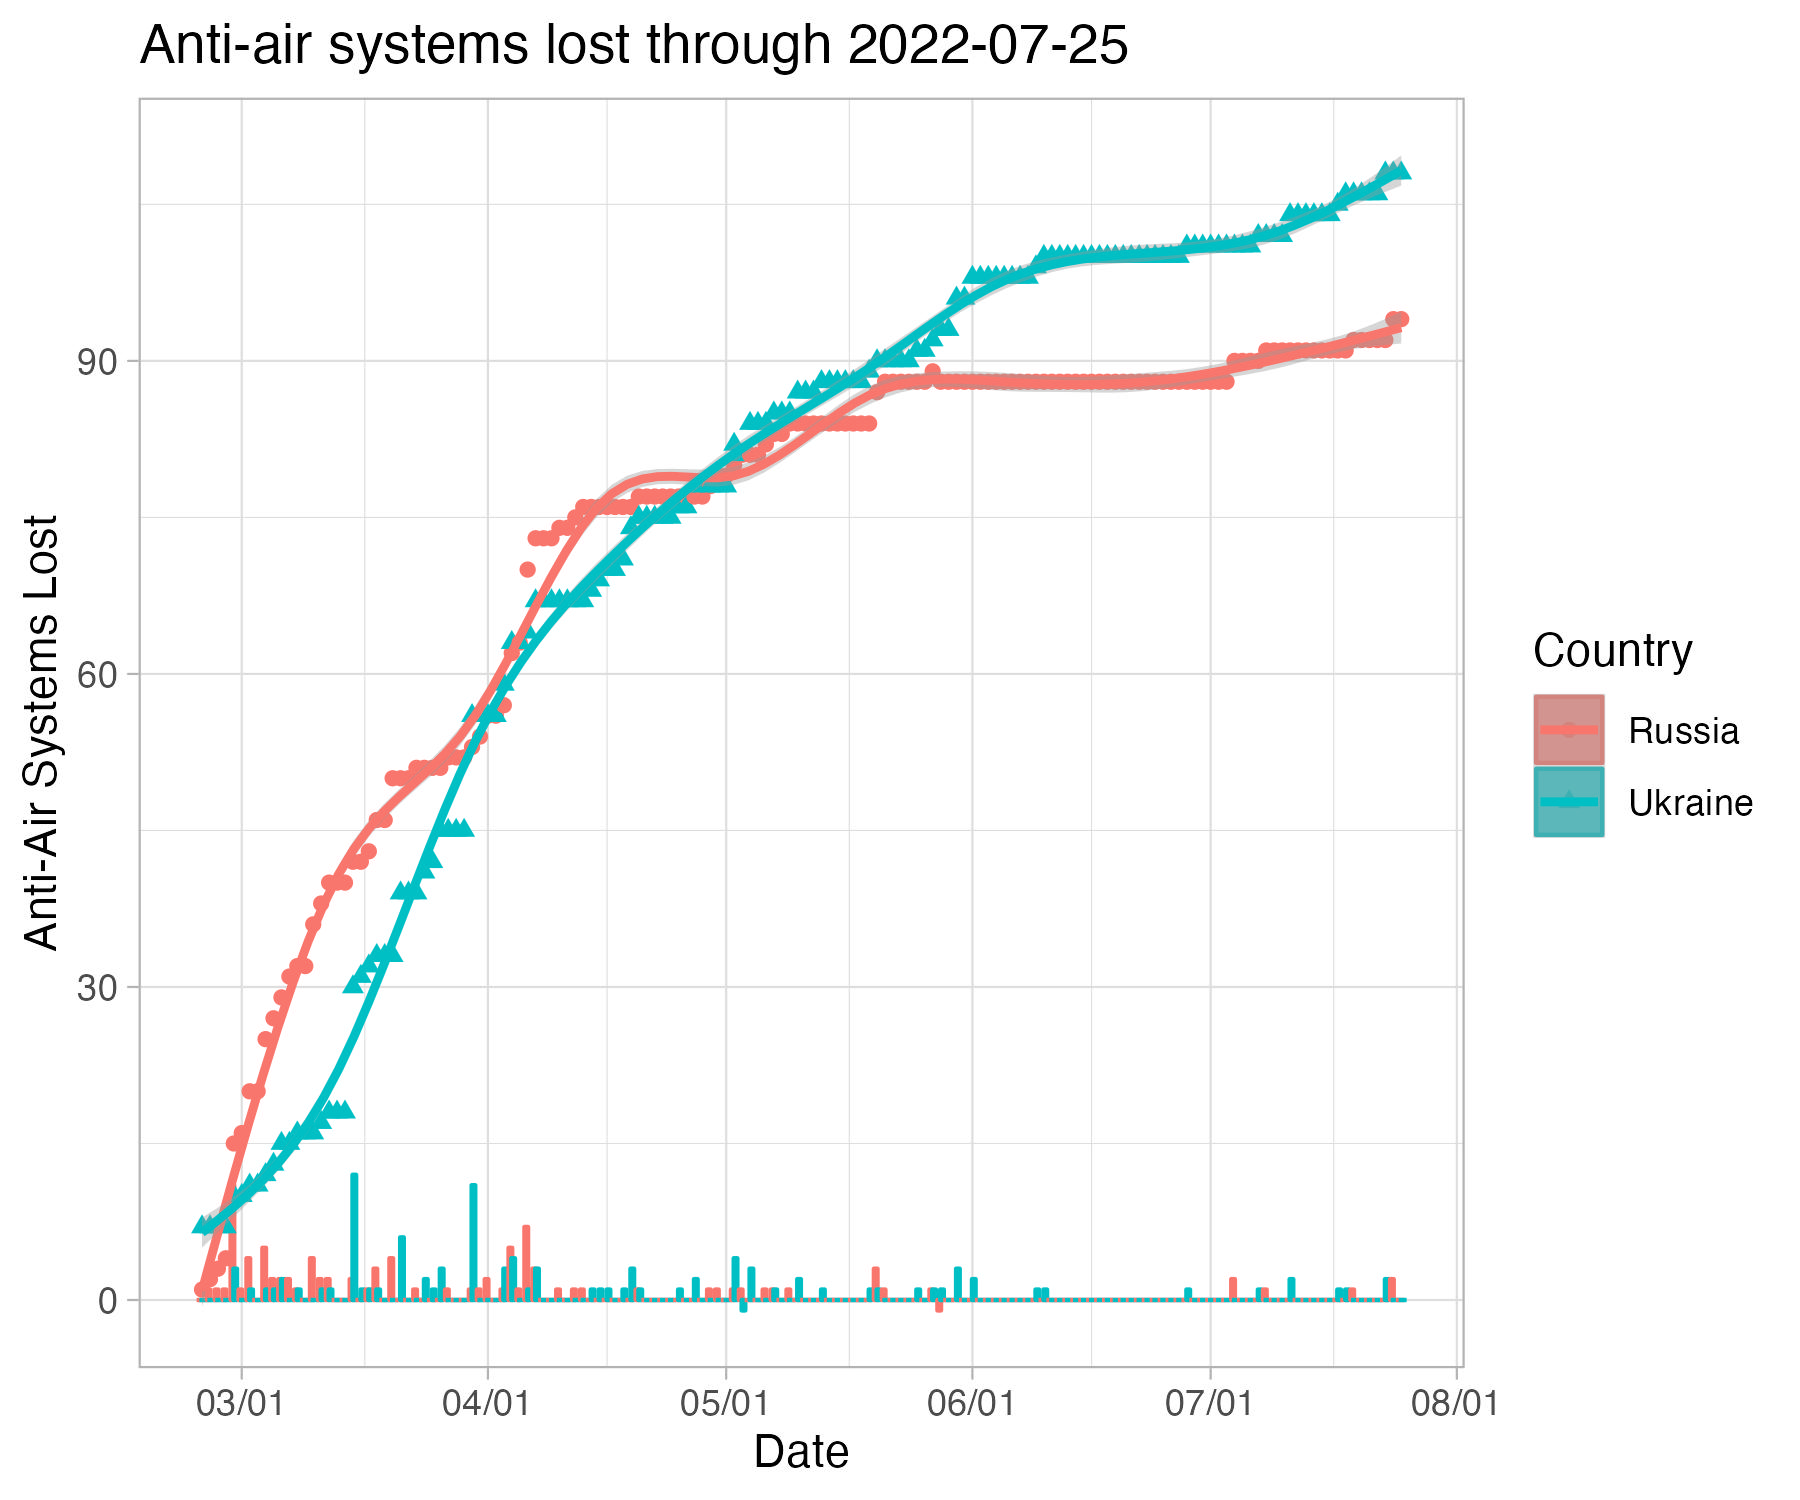 Anti-air systems lost through 2022-07-25
Anti-Air Systems Lost
90
60
30
0
03/01
04/01
05/01
06/01
07/01
08/01
Date
Country
Russia
Ukraine